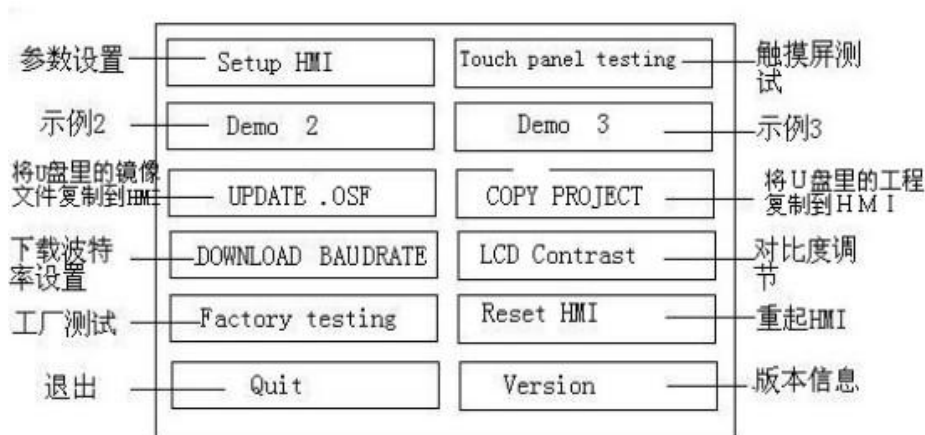 参数设置
Setup HMI
Touch panel testing
触摸屏测
试
示例2
Demo 2
Demo 3
示例3
将U盘里的镜像
文件复制到HMI
UPDATE .OSF
COPY PROJECT
将U盘里的工程
复制到HMI
下载波特
率设置
DOWNLOAD BAUDRATE
LCD Contrast
对比度调
节
工厂测试
Factory testing
Reset HMI
重起HMI
退出
Quit
Version
版本信息